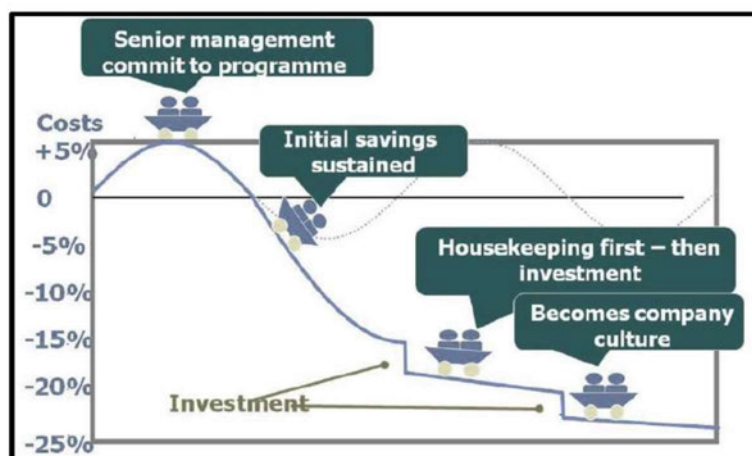 Senior management
commit to programme
Costs
+5%
Initial savings
sustained
0
-5%
Housekeeping first – then
investment
-10%
Becomes company
culture
-15%
-20%
Investment
-25%